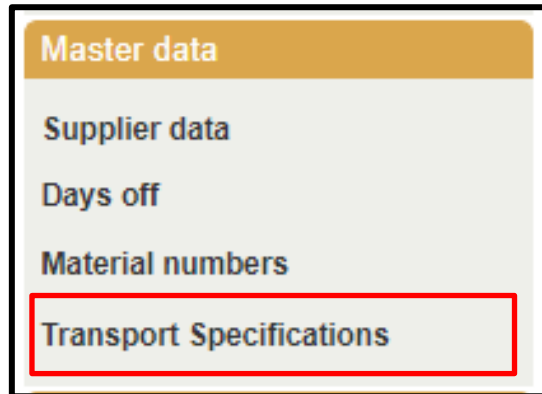 Master data
Supplier data
Days off
Material numbers
Transport Specifications